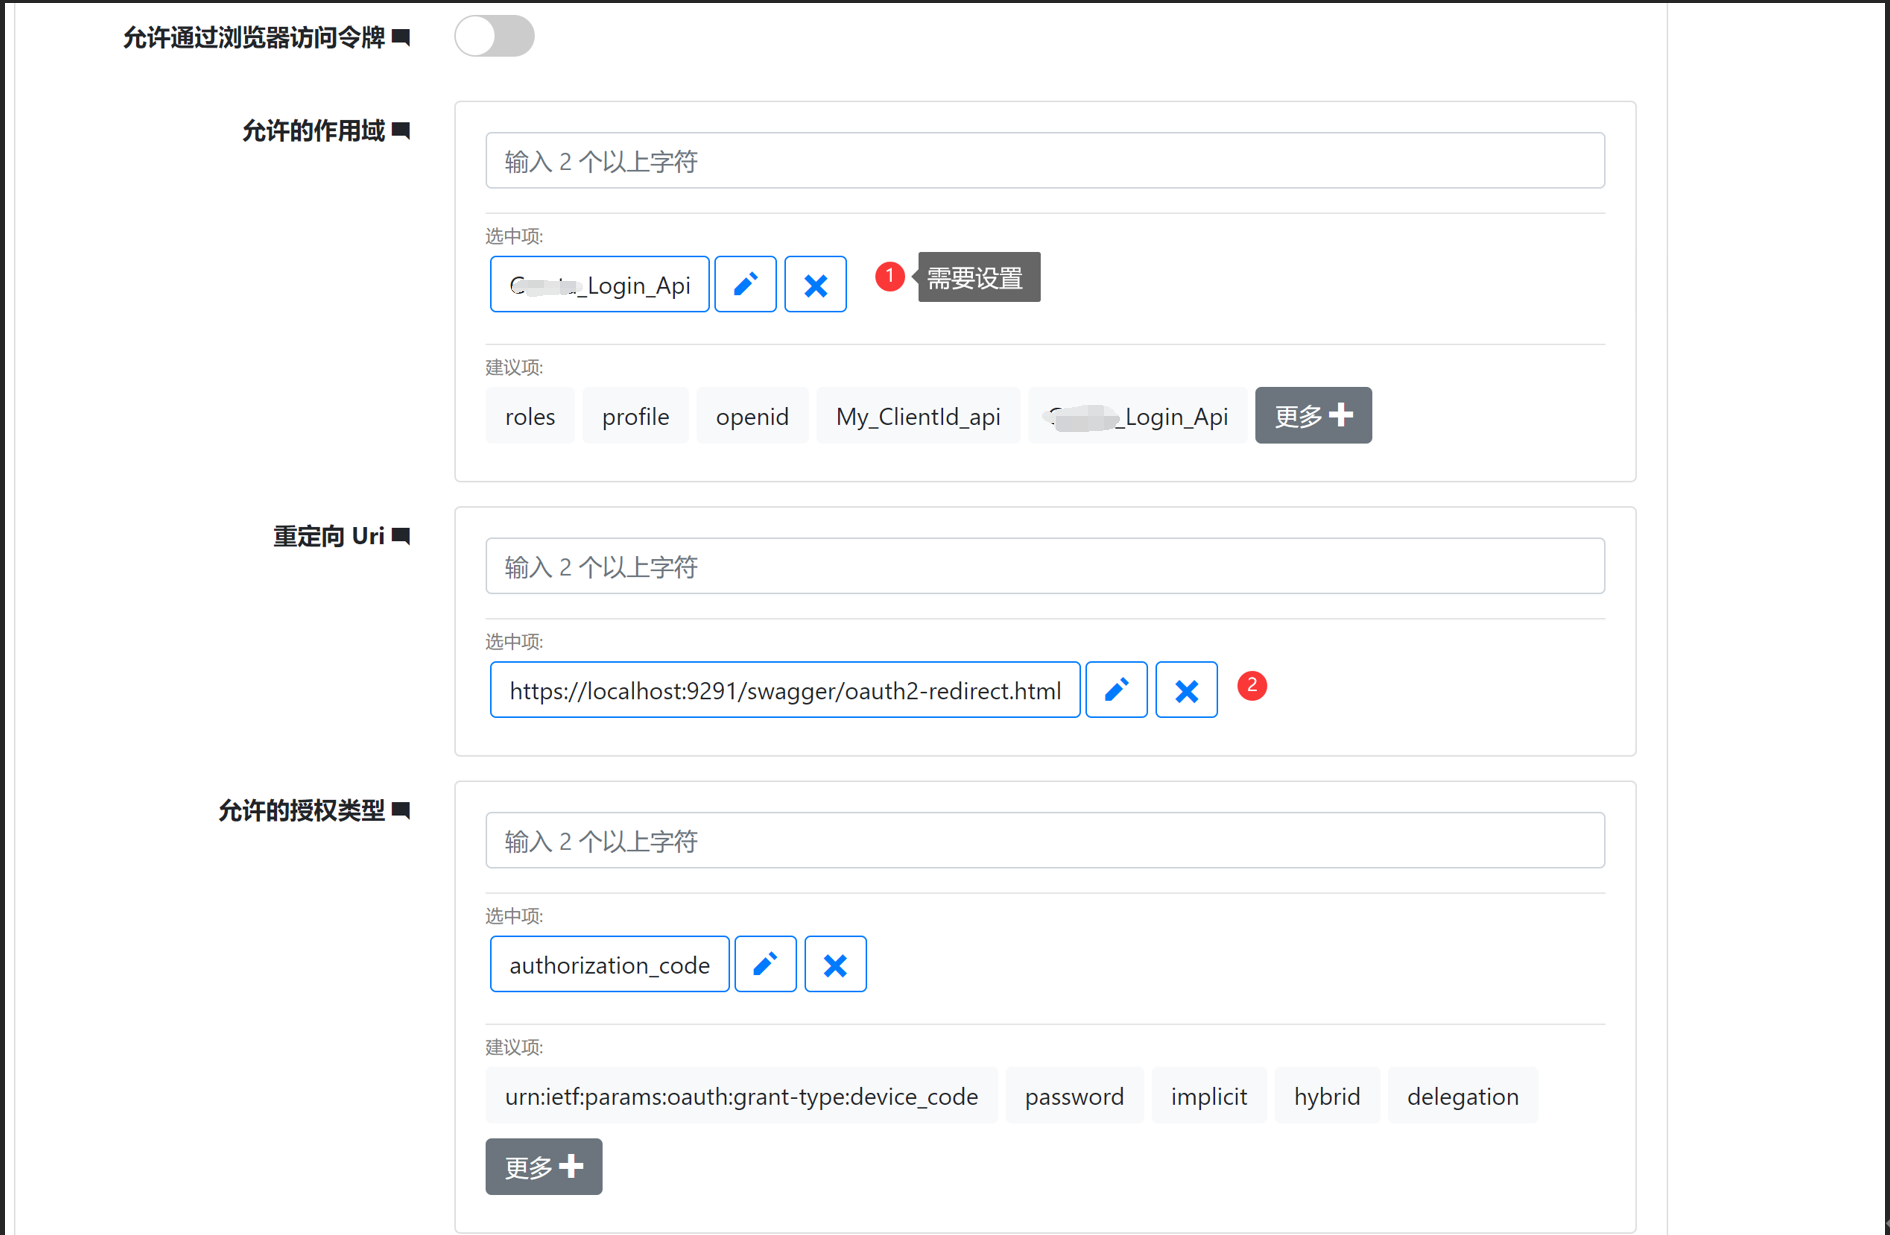 允许通过浏览器访问令牌
允许的作用域
输入 2 个以上字符
选中项:
_Login_Api
1 需要设置
建议项:
roles profile openid My_ClientId_api _Login_Api 更多
重定向 Uri
输入 2 个以上字符
选中项:
https://localhost:9291/swagger/oauth2-redirect.html 2
允许的授权类型
输入 2 个以上字符
选中项:
authorization_code
建议项:
urn:ietf:params:oauth:grant-type:device_code password implicit hybrid delegation
更多